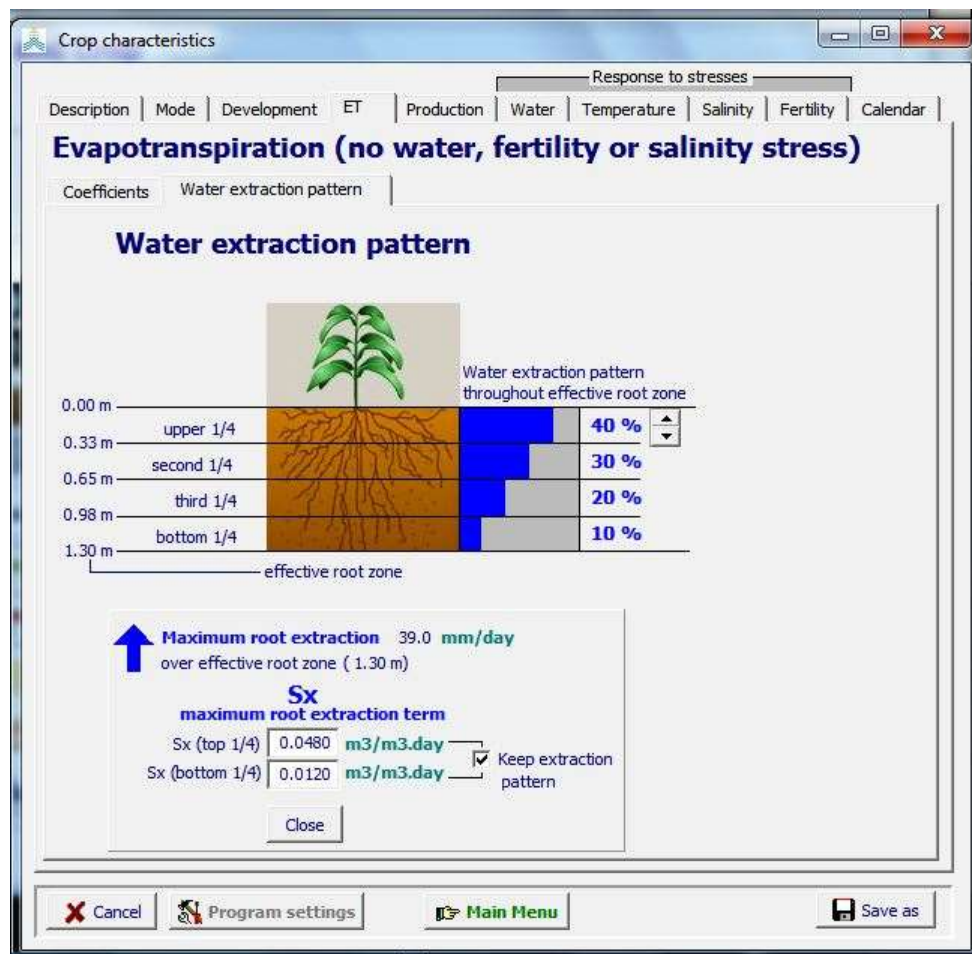 Crop characteristics
Response to stresses
Description Mode Development ET Production Water Temperature Salinity Fertility Calendar
Evapotranspiration (no water, fertility or salinity stress)
Coefficients Water extraction pattern
Water extraction pattern
Water extraction pattern
throughout effective root zone
0.00 m
upper 1/4 40 %
0.33 m
second 1/4 30 %
0.65 m
third 1/4 20 %
0.98 m
bottom 1/4 10 %
1.30 m
effective root zone
Maximum root extraction 39.0 mm/day
over effective root zone ( 1.30 m)
Sx
maximum root extraction term
Sx (top 1/4) 0.0480 m3/m3.day
Keep extraction
Sx (bottom 1/4) 0.0120 m3/m3.day
pattern
Close
Cancel Program settings Main Menu Save as